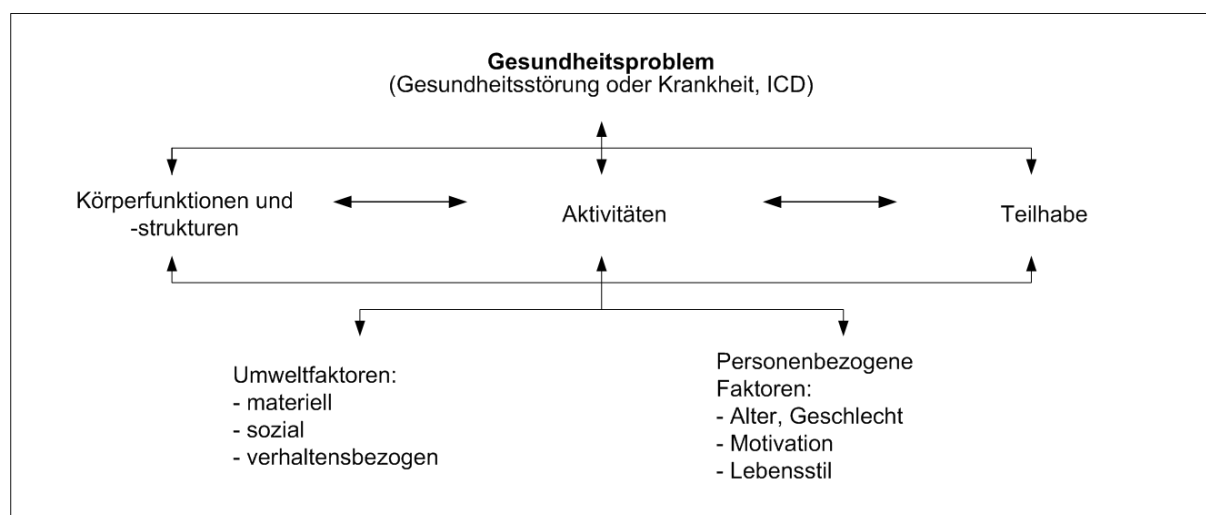 Gesundheitsproblem
(Gesundheitsstörung oder Krankheit, ICD)
Körperfunktionen und
-strukturen
Aktivitäten
Teilhabe
Umweltfaktoren:
- materiell
- sozial
- verhaltensbezogen
Personenbezogene
Faktoren:
- Alter, Geschlecht
- Motivation
- Lebensstil